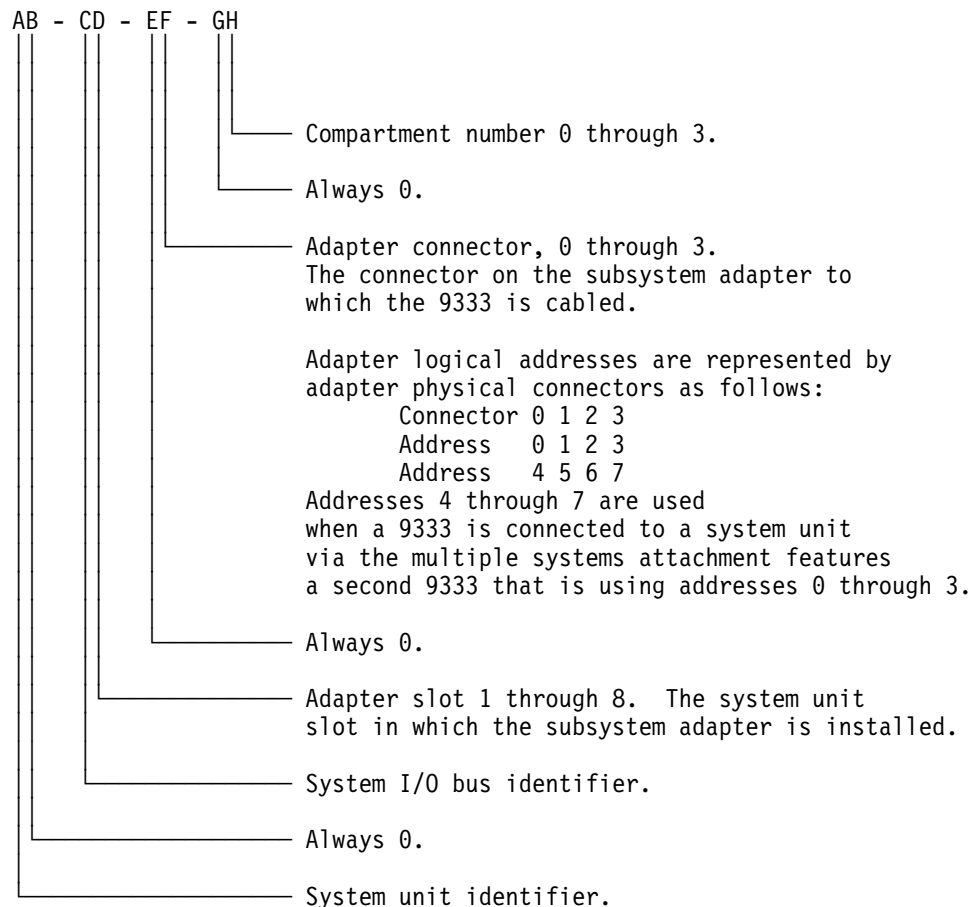 AB - CD - EF - GH
Compartment number 0 through 3.
Always 0.
Adapter connector, 0 through 3.
The connector on the subsystem adapter to
which the 9333 is cabled.
Adapter logical addresses are represented by
adapter physical connectors as follows:
Connector 0 1 2 3
Address 0 1 2 3
Address 4 5 6 7
Addresses 4 through 7 are used
when a 9333 is connected to a system unit
via the multiple systems attachment features
a second 9333 that is using addresses 0 through 3.
Always 0.
Adapter slot 1 through 8. The system unit
slot in which the subsystem adapter is installed.
System I/O bus identifier.
Always 0.
System unit identifier.